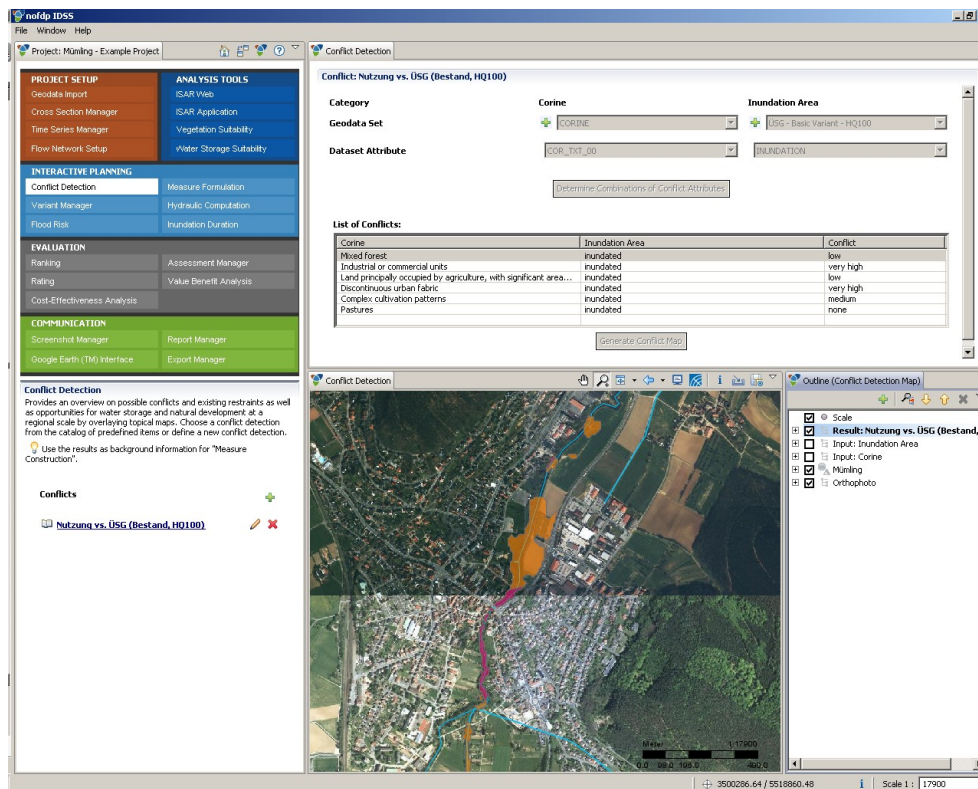 nofdp IDSS
File Window Help
Project: Mümling - Example Project
PROJECT SETUP
Geodata Import
Cross Section Manager
Time Series Manager
Flow Network Setup
ANALYSIS TOOLS
ISAR Web
ISAR Application
Vegetation Suitability
Water Storage Suitability
INTERACTIVE PLANNING
Conflict Detection Measure Formulation
Variant Manager Hydraulic Computation
Flood Risk Inundation Duration
EVALUATION
Ranking Assessment Manager
Rating Value Benefit Analysis
Cost-Effectiveness Analysis
COMMUNICATION
Screenshot Manager Report Manager
Google Earth (TM) Interface Export Manager
Conflict Detection
Provides an overview on possible conflicts and existing restraints as well
as opportunities for water storage and natural development at a
regional scale by overlaying topical maps. Choose a conflict detection
from the catalog of predefined items or define a new conflict detection.
Use the results as background information for "Measure
Construction".
Conflicts
Nutzung vs. ÜSG (Bestand, HQ100)
Conflict Detection
Conflict: Nutzung vs. ÜSG (Bestand, HQ100)
Category Corine Inundation Area
Geodata Set CORINE ÜSG - Basic Variant - HQ100
Dataset Attribute COR_TXT_00 INUNDATION
Determine Combinations of Conflict Attributes
List of Conflicts:
Corine Inundation Area Conflict
Mixed forest inundated low
Industrial or commercial units inundated very high
Land principally occupied by agriculture, with significant area... inundated low
Discontinuous urban fabric inundated very high
Complex cultivation patterns inundated medium
Pastures inundated none
Generate Conflict Map
Conflict Detection
Meter 1:17900
Outline (Conflict Detection Map)
Scale
Result: Nutzung vs. ÜSG (Bestand,
Input: Inundation Area
Input: Corine
Mümling
Orthophoto
3500286.64 / 5518860.48 Scale 1 : 17900